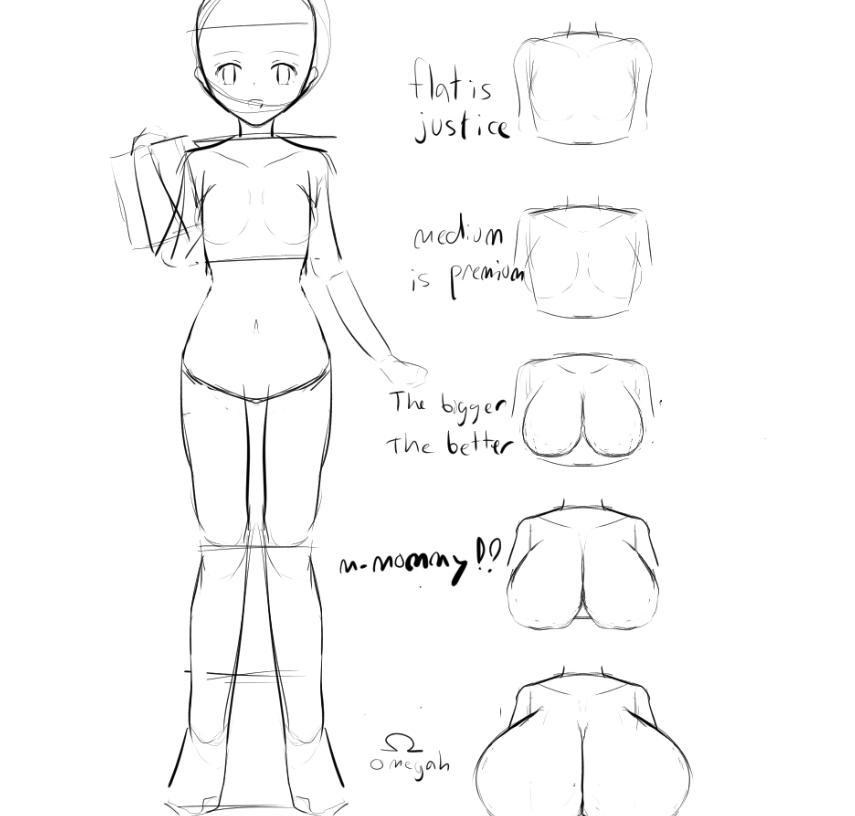 flat is
justice
medium
is premium
The bigger
The better
m-mommy!?
Ω
omegah